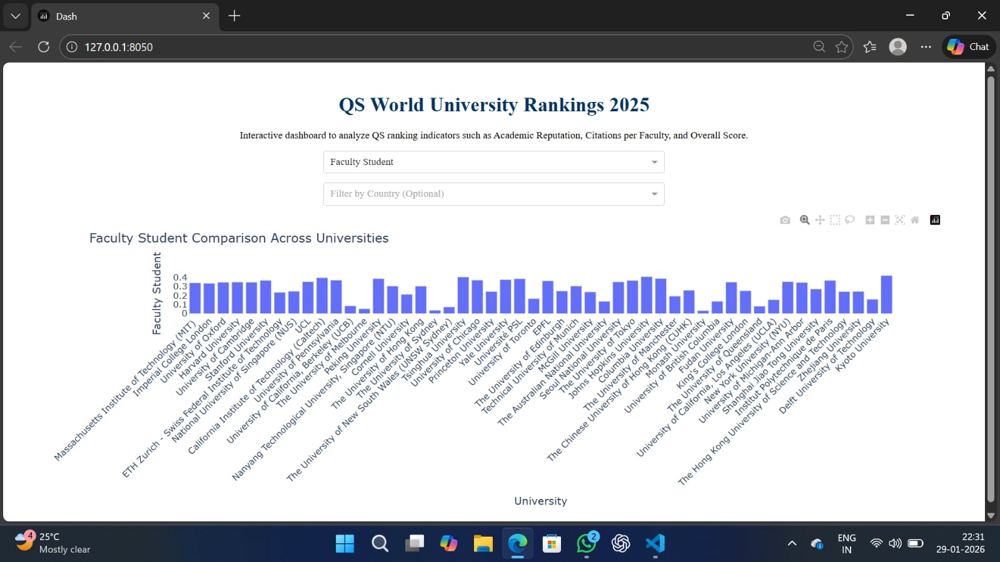 Dash
127.0.0.1:8050
Chat
QS World University Rankings 2025
Interactive dashboard to analyze QS ranking indicators such as Academic Reputation, Citations per Faculty, and Overall Score.
Faculty Student
Filter by Country (Optional)
Faculty Student Comparison Across Universities
Faculty Student
0.4
0.3
0.2
0.1
0
Massachusetts Institute of Technology (MIT)
Imperial College London
University of Oxford
Harvard University
University of Cambridge
Stanford University
ETH Zurich - Swiss Federal Institute of Technology
National University of Singapore (NUS)
UCL
California Institute of Technology (Caltech)
University of Pennsylvania
University of California, Berkeley (UCB)
The University of Melbourne
Peking University
Nanyang Technological University, Singapore (NTU)
Cornell University
The University of Hong Kong
The University of Sydney
The University of New South Wales (UNSW Sydney)
Tsinghua University
University of Chicago
Princeton University
Yale University
Université PSL
University of Toronto
EPFL
The University of Edinburgh
Technical University of Munich
McGill University
The Australian National University
Seoul National University
The University of Tokyo
Johns Hopkins University
Columbia University
The University of Manchester
The Chinese University of Hong Kong (CUHK)
Monash University
University of British Columbia
Fudan University
King's College London
The University of Queensland
University of California, Los Angeles (UCLA)
New York University (NYU)
University of Michigan-Ann Arbor
Shanghai Jiao Tong University
Institut Polytechnique de Paris
The Hong Kong University of Science and Technology
Zhejiang University
Delft University of Technology
Kyoto University
University
4
25°C
Mostly clear
2
ENG
IN
22:31
29-01-2026